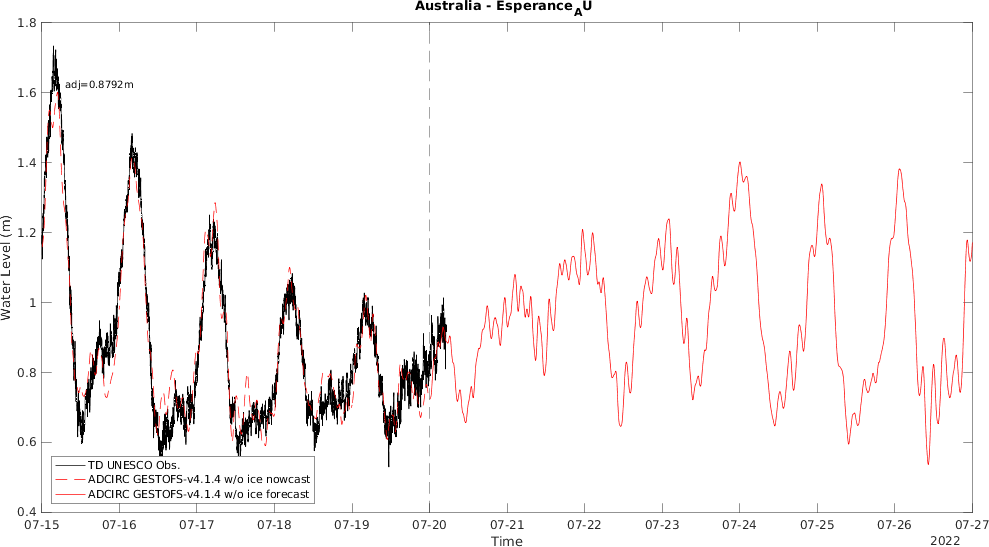 Australia - Esperance_AU
1.8
1.6
1.4
1.2
1
0.8
0.6
0.4
Water Level (m)
adj=0.8792m
TD UNESCO Obs.
ADCIRC GESTOFS-v4.1.4 w/o ice nowcast
ADCIRC GESTOFS-v4.1.4 w/o ice forecast
07-15 07-16 07-17 07-18 07-19 07-20 07-21 07-22 07-23 07-24 07-25 07-26 07-27
Time
2022